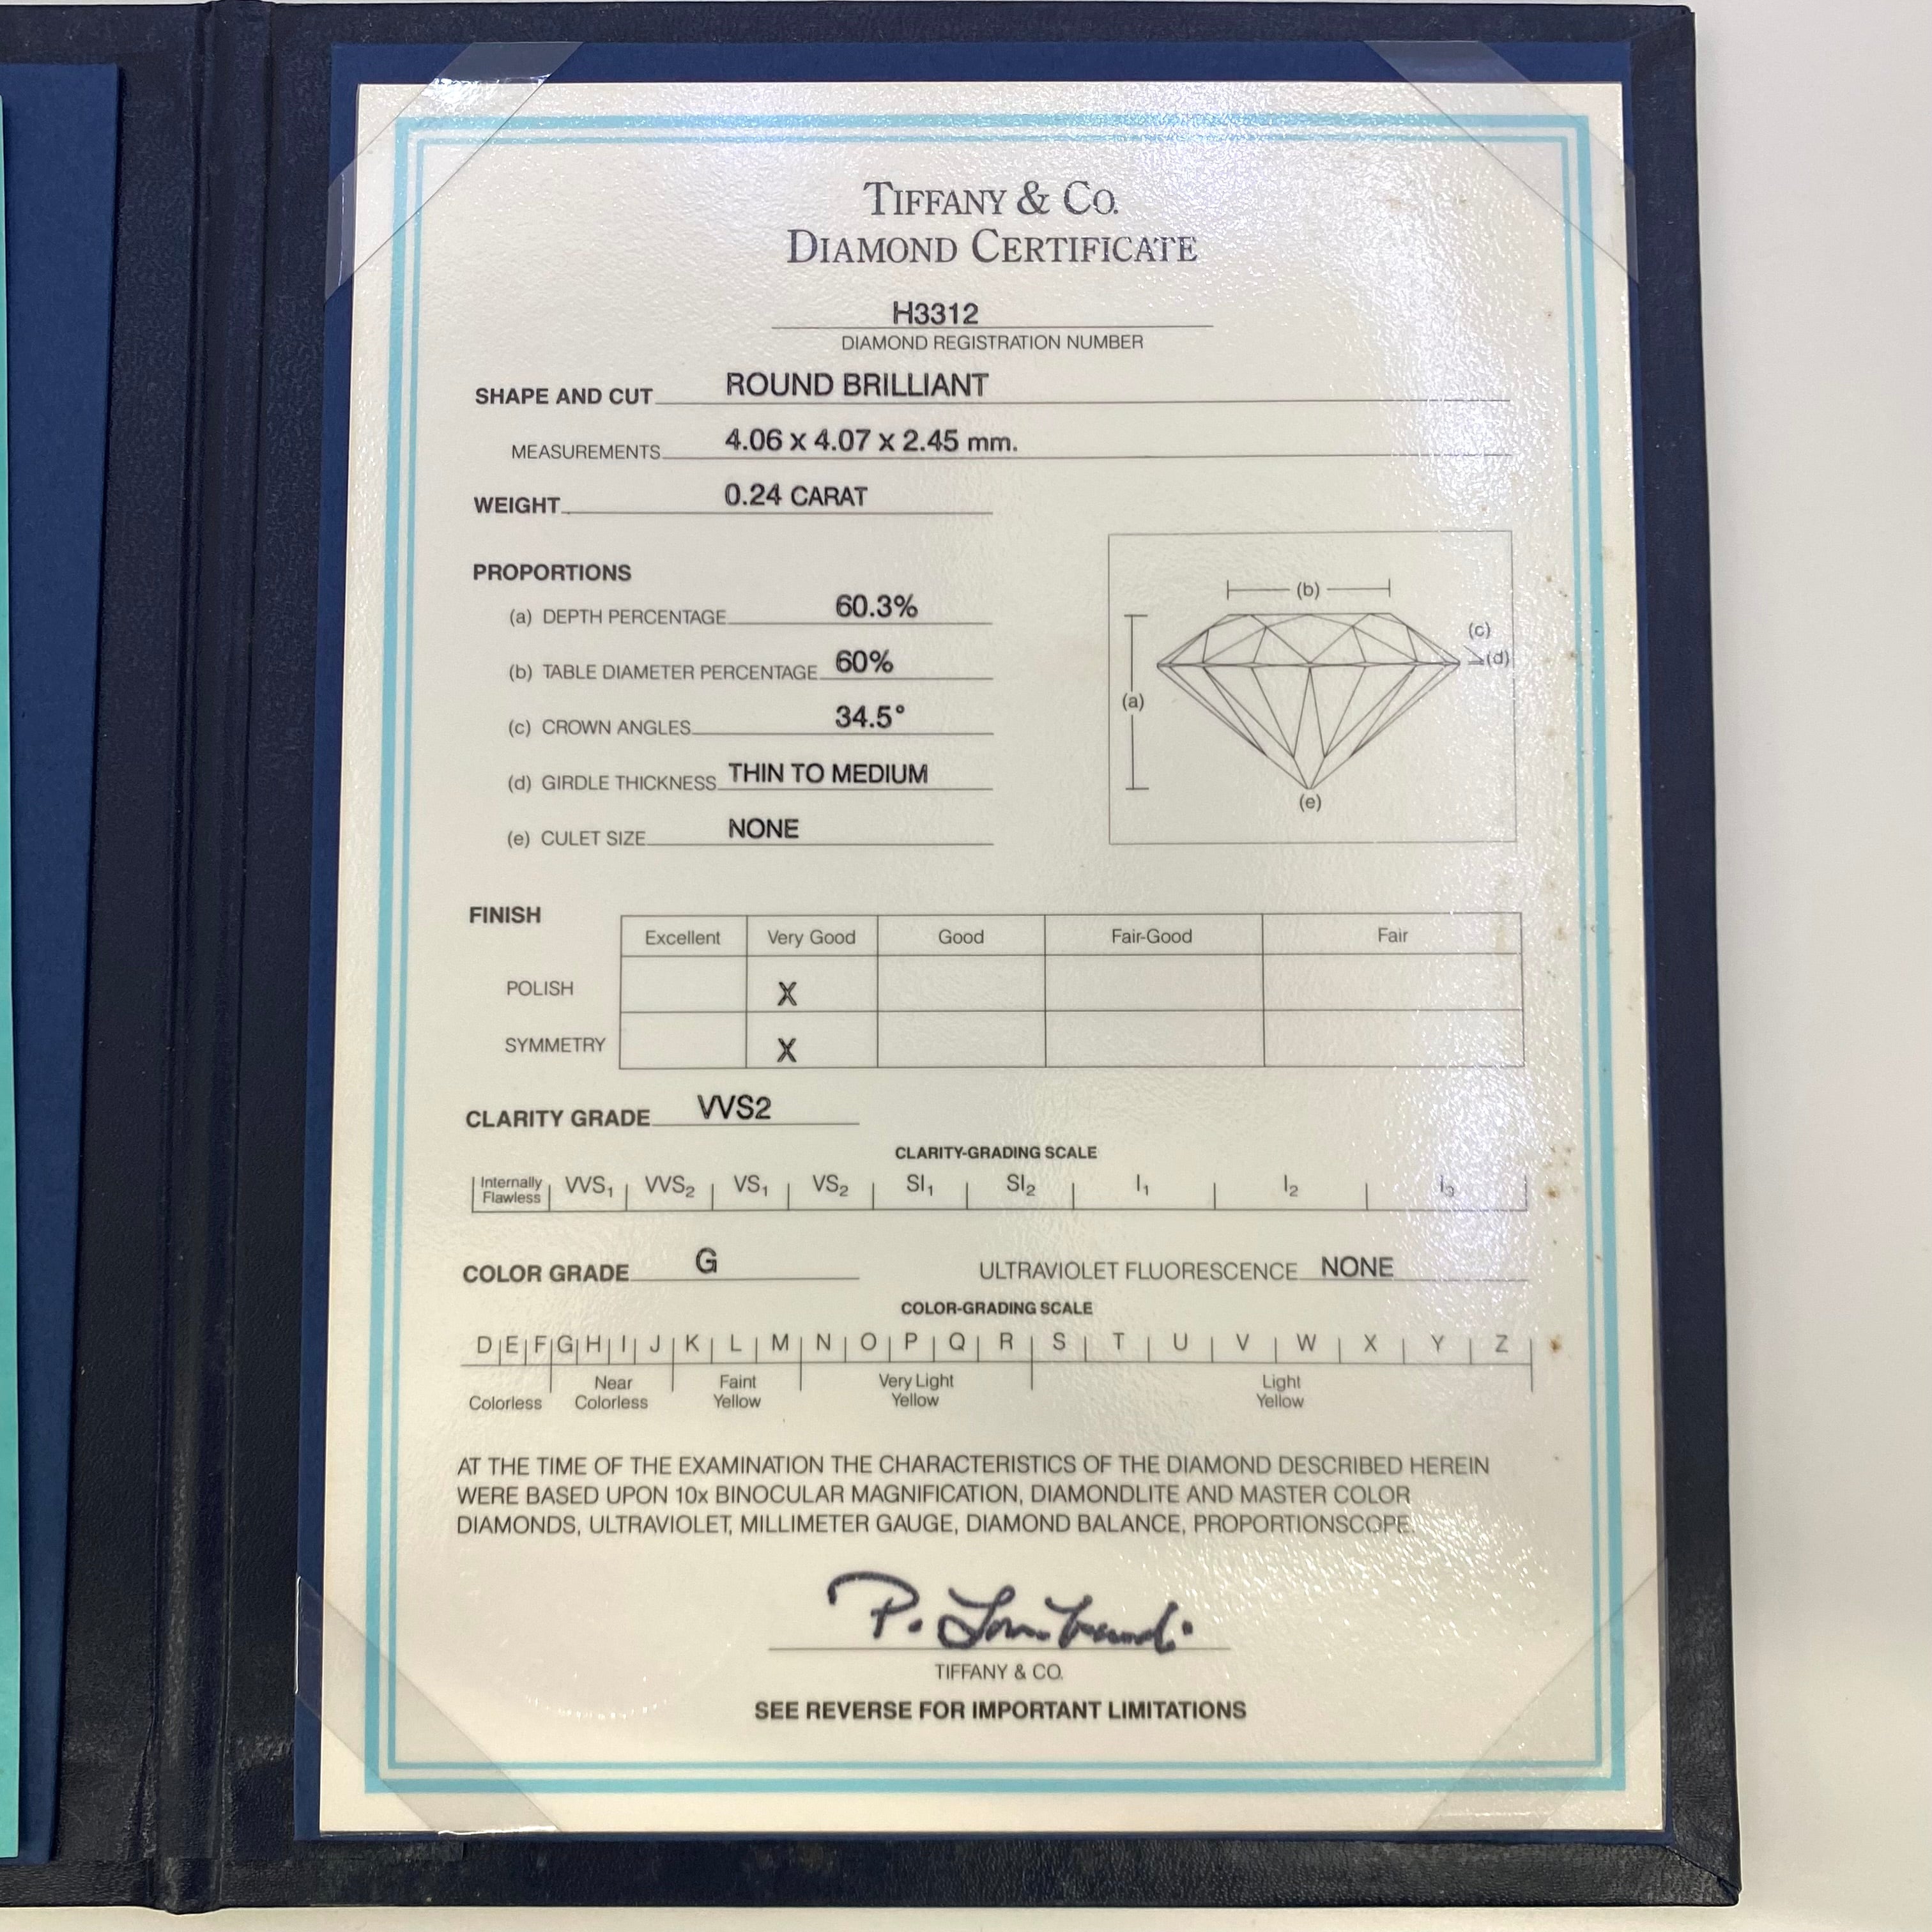 TIFFANY & CO.
DIAMOND CERTIFICATE
H3312
DIAMOND REGISTRATION NUMBER
SHAPE AND CUT ROUND BRILLIANT
MEASUREMENTS 4.06 x 4.07 x 2.45 mm.
WEIGHT 0.24 CARAT
PROPORTIONS
(a) DEPTH PERCENTAGE 60.3%
(b) TABLE DIAMETER PERCENTAGE 60%
(c) CROWN ANGLES 34.5°
(d) GIRDLE THICKNESS THIN TO MEDIUM
(e) CULET SIZE NONE
(b)
(c)
(d)
(a)
(e)
FINISH
Excellent Very Good Good Fair-Good Fair
POLISH X
SYMMETRY X
CLARITY GRADE VVS2
CLARITY-GRADING SCALE
Internally Flawless VVS1 VVS2 VS1 VS2 SI1 SI2 I1 I2 I3
COLOR GRADE G ULTRAVIOLET FLUORESCENCE NONE
COLOR-GRADING SCALE
D E F G H I J K L M N O P Q R S T U V W X Y Z
Colorless Near Colorless Faint Yellow Very Light Yellow Light Yellow
AT THE TIME OF THE EXAMINATION THE CHARACTERISTICS OF THE DIAMOND DESCRIBED HEREIN
WERE BASED UPON 10x BINOCULAR MAGNIFICATION, DIAMONDLITE AND MASTER COLOR
DIAMONDS, ULTRAVIOLET, MILLIMETER GAUGE, DIAMOND BALANCE, PROPORTIONSCOPE.
P. Lombardi
TIFFANY & CO.
SEE REVERSE FOR IMPORTANT LIMITATIONS